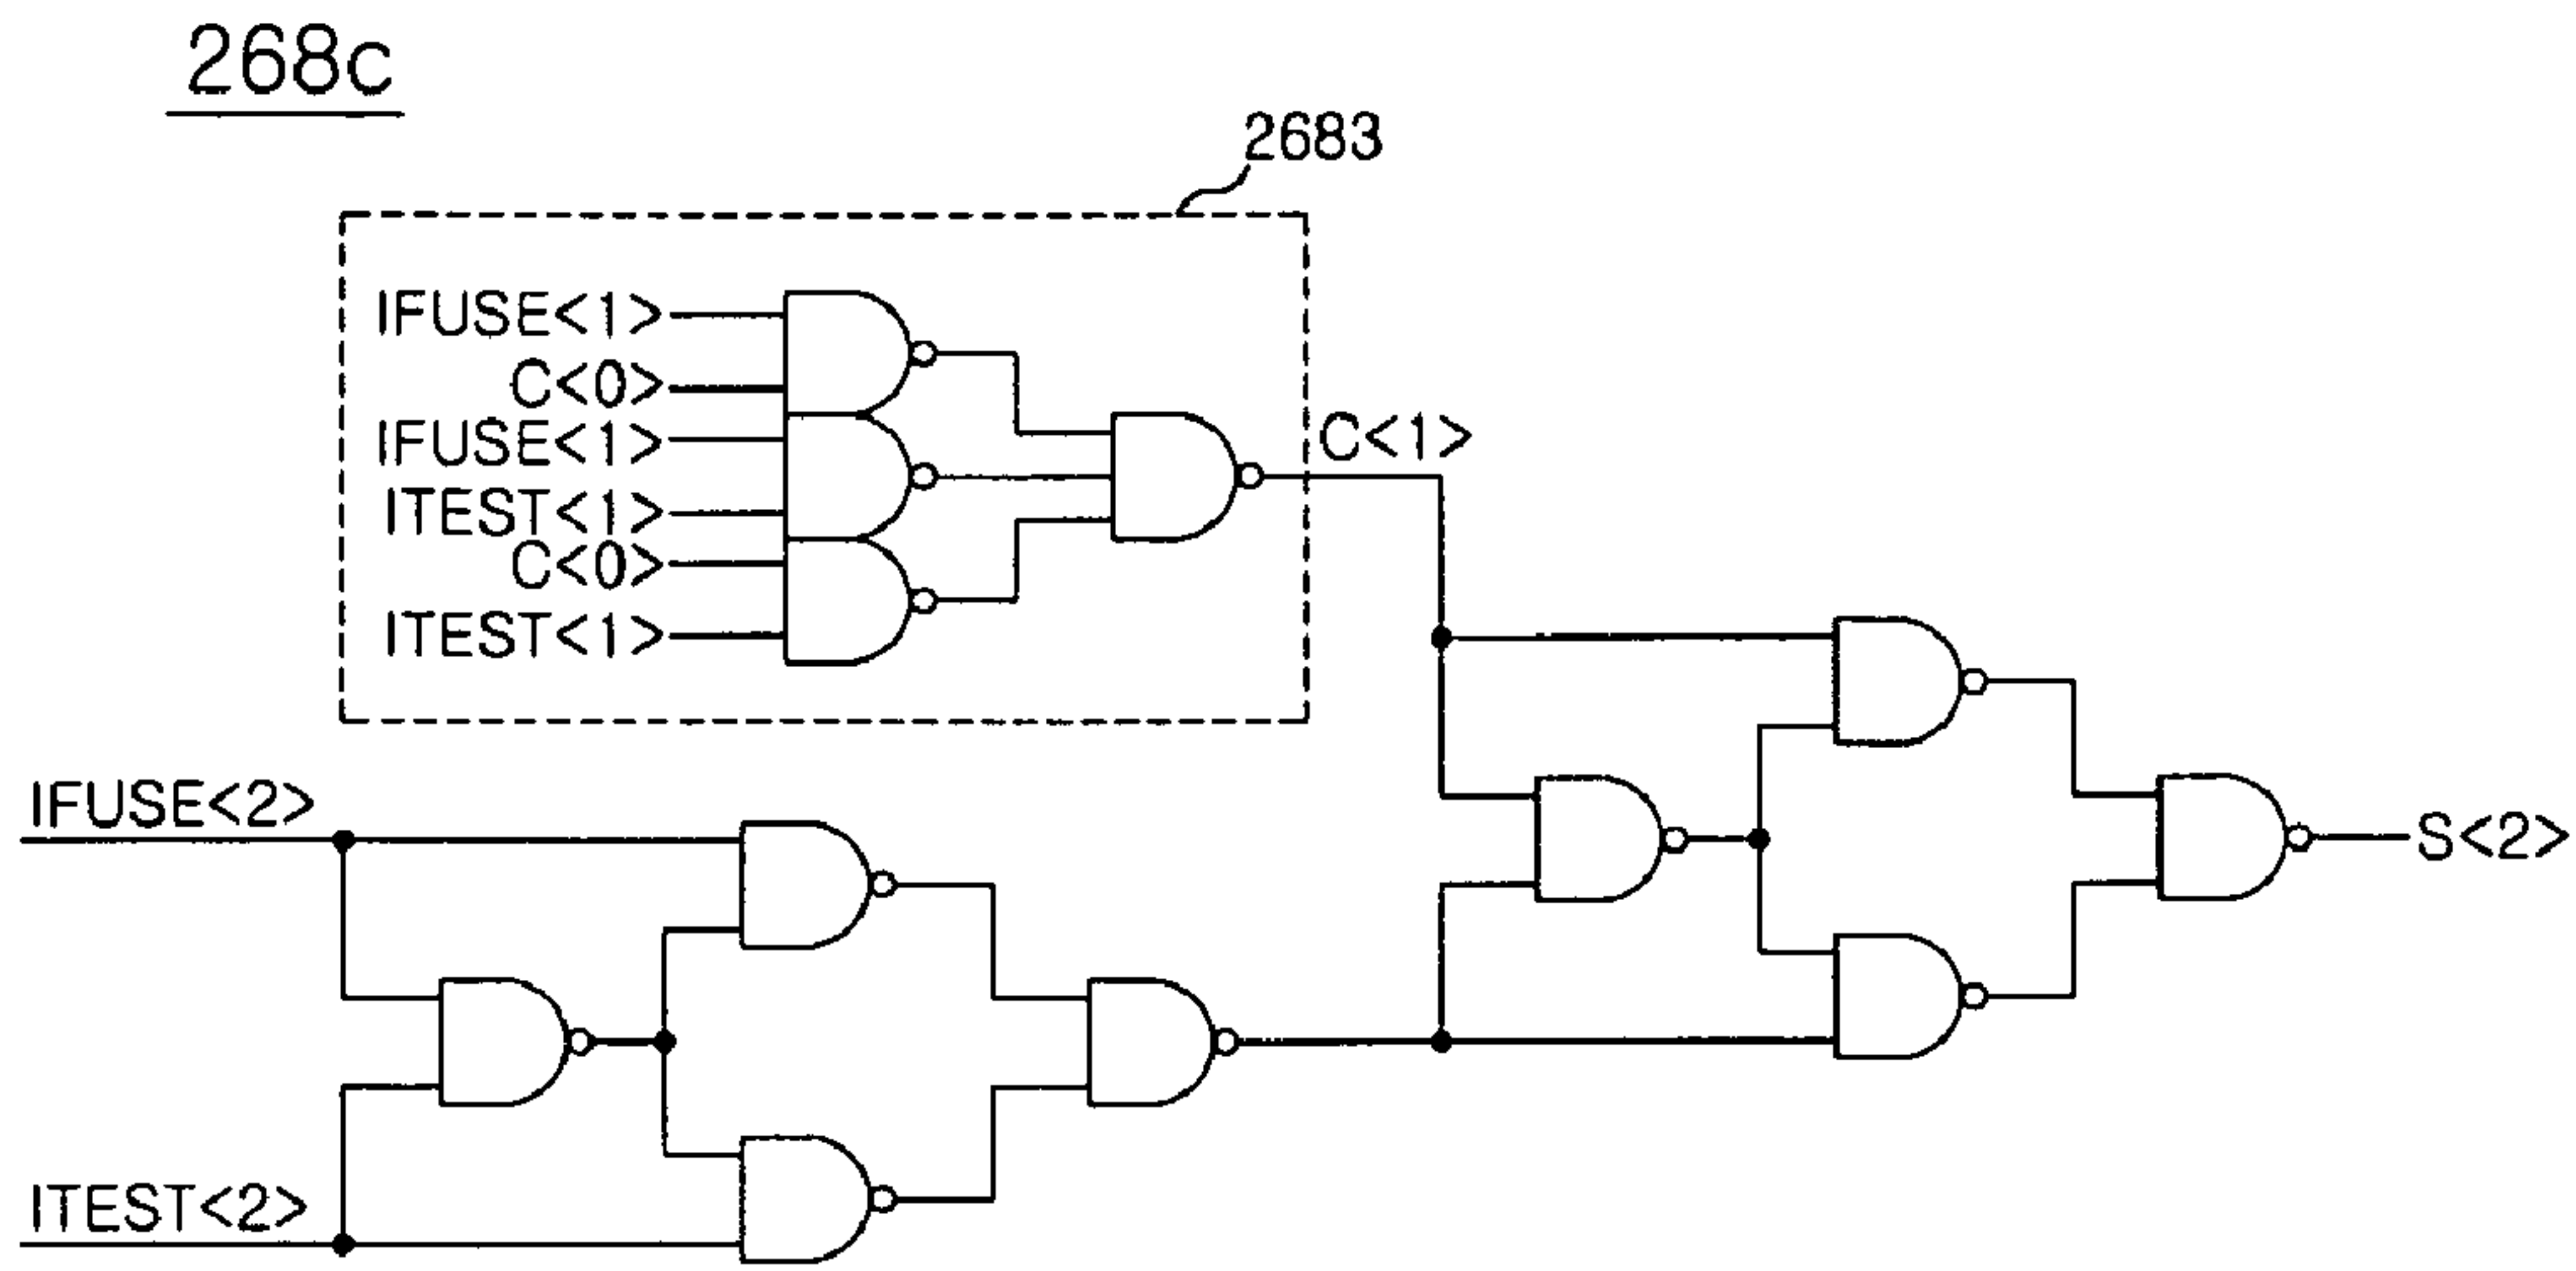 268c
2683
IFUSE<1>
C<0>
IFUSE<1>
C<1>
ITEST<1>
C<0>
ITEST<1>
IFUSE<2>
S<2>
ITEST<2>